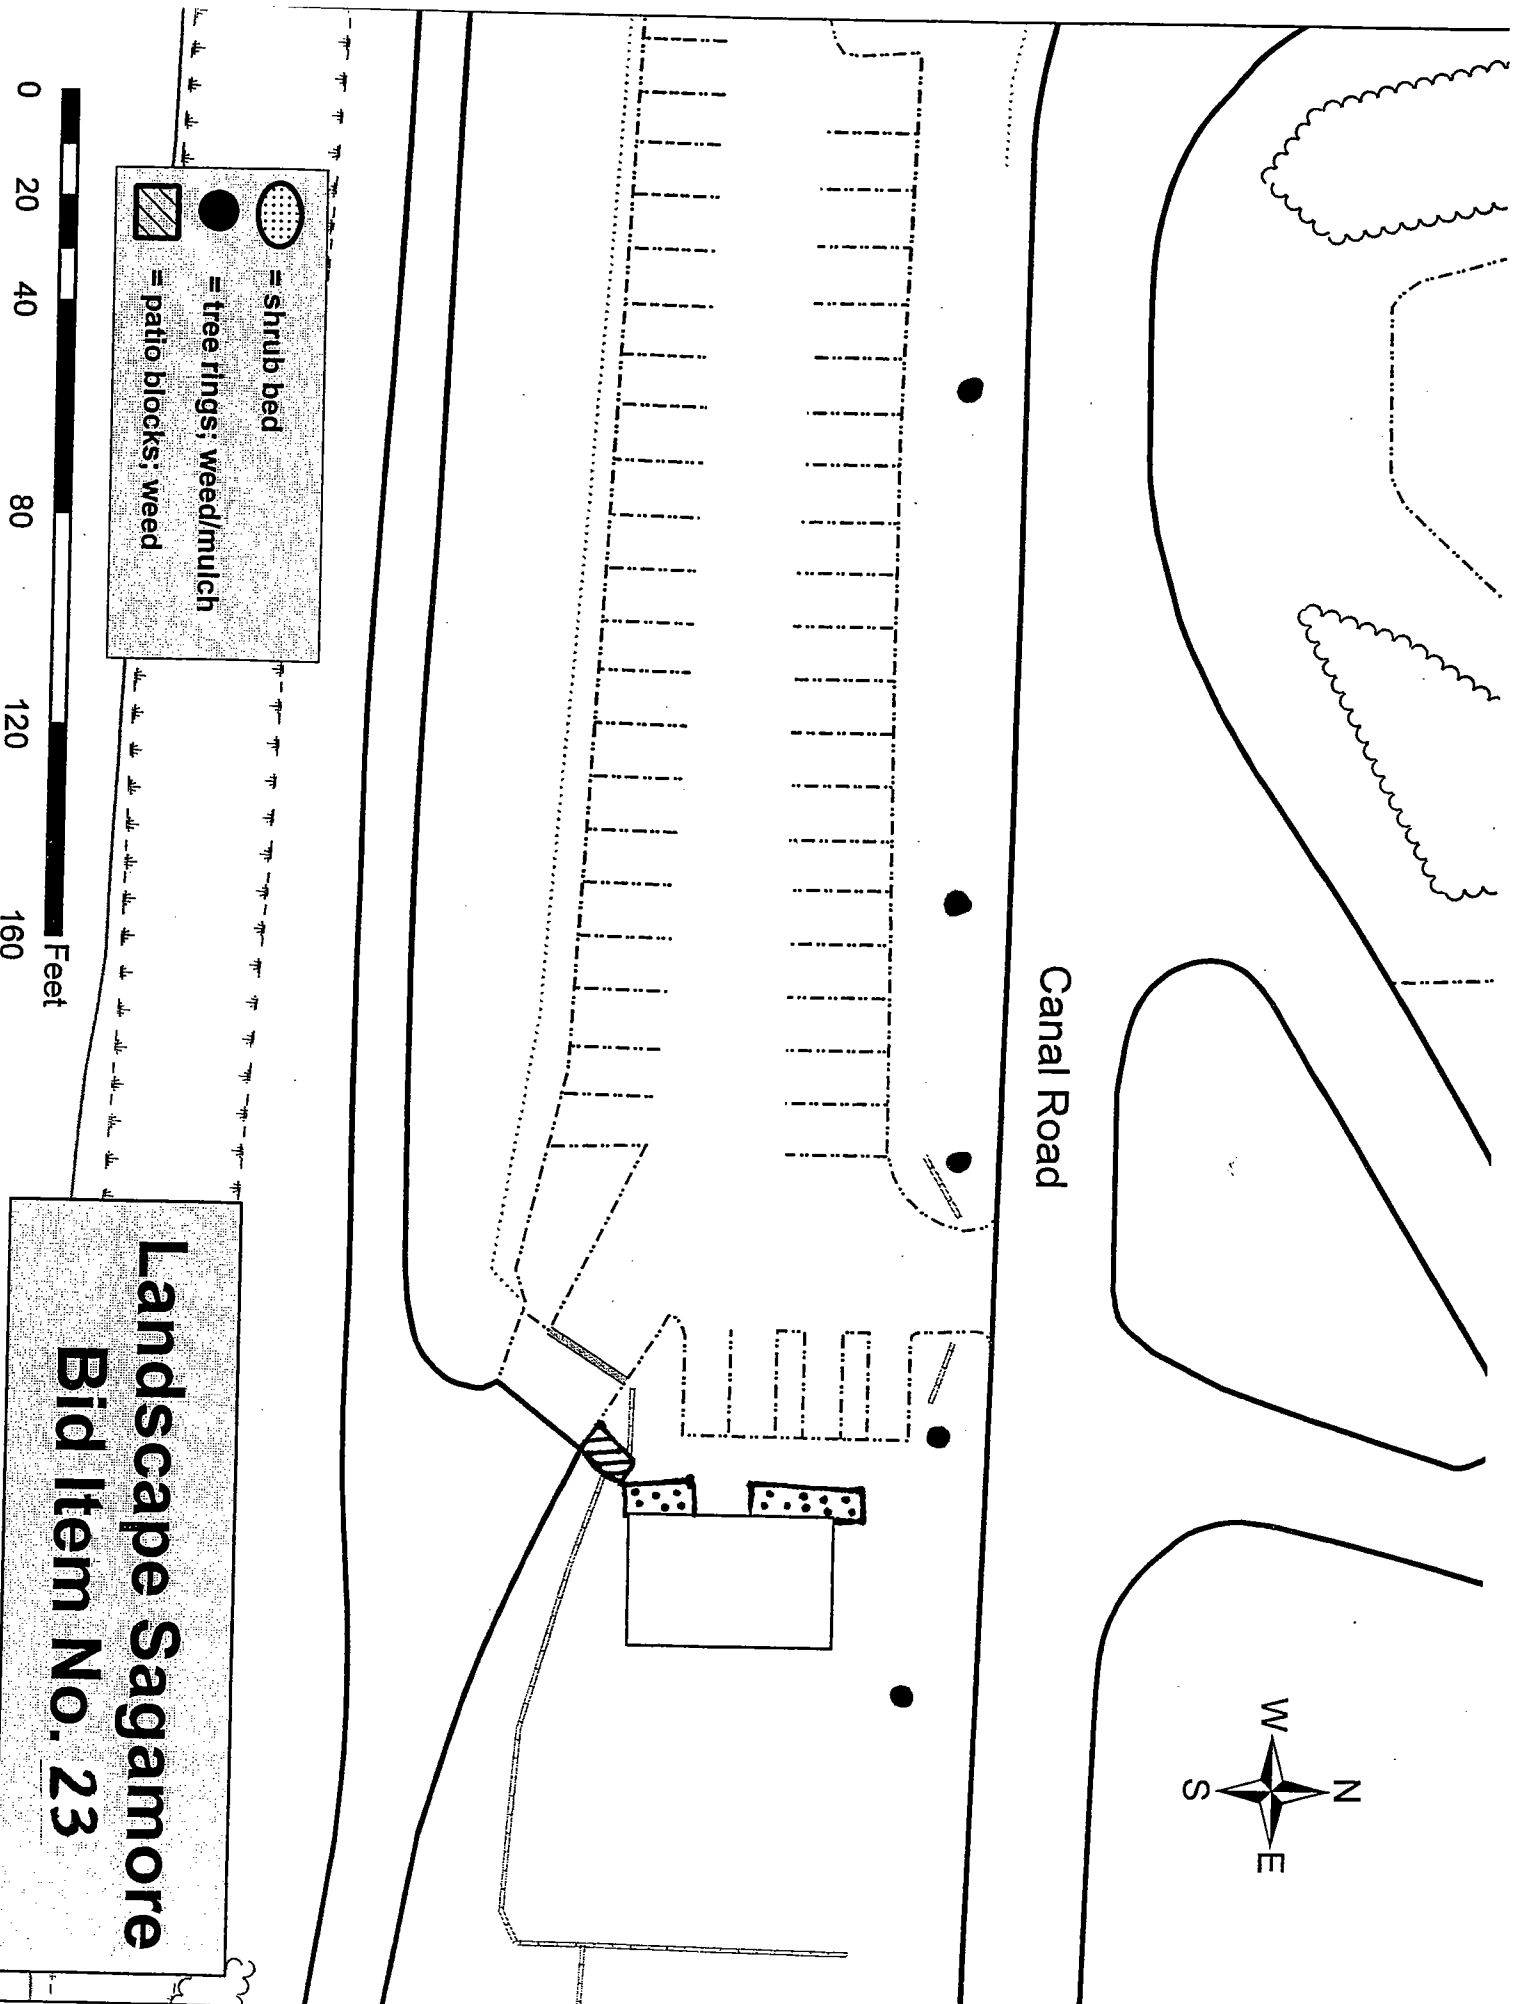 Canal Road
N
W
E
S
= shrub bed
= tree rings; weed/mulch
= patio blocks; weed
Feet
0 20 40 80 120 160
Landscape Sagamore
Bid Item No. 23